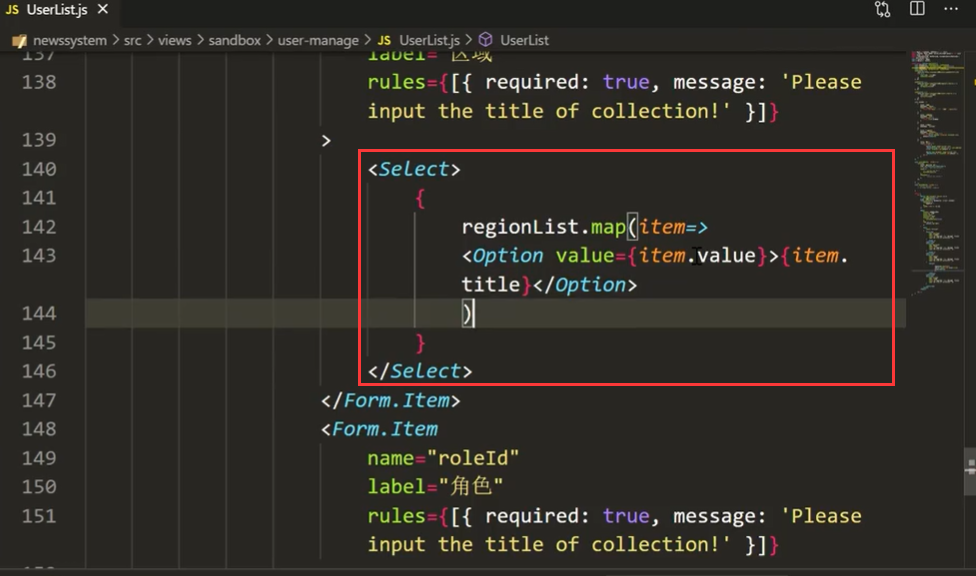 JS UserList.js
newssystem > src > views > sandbox > user-manage > JS UserList.js > UserList
137 label="区域"
138 rules={[{ required: true, message: 'Please
input the title of collection!' }]}
139 >
140 <Select>
141 {
142 regionList.map(item=>
143 <Option value={item.value}>{item.
title}</Option>
144 )
145 }
146 </Select>
147 </Form.Item>
148 <Form.Item
149 name="roleId"
150 label="角色"
151 rules={[{ required: true, message: 'Please
input the title of collection!' }]}